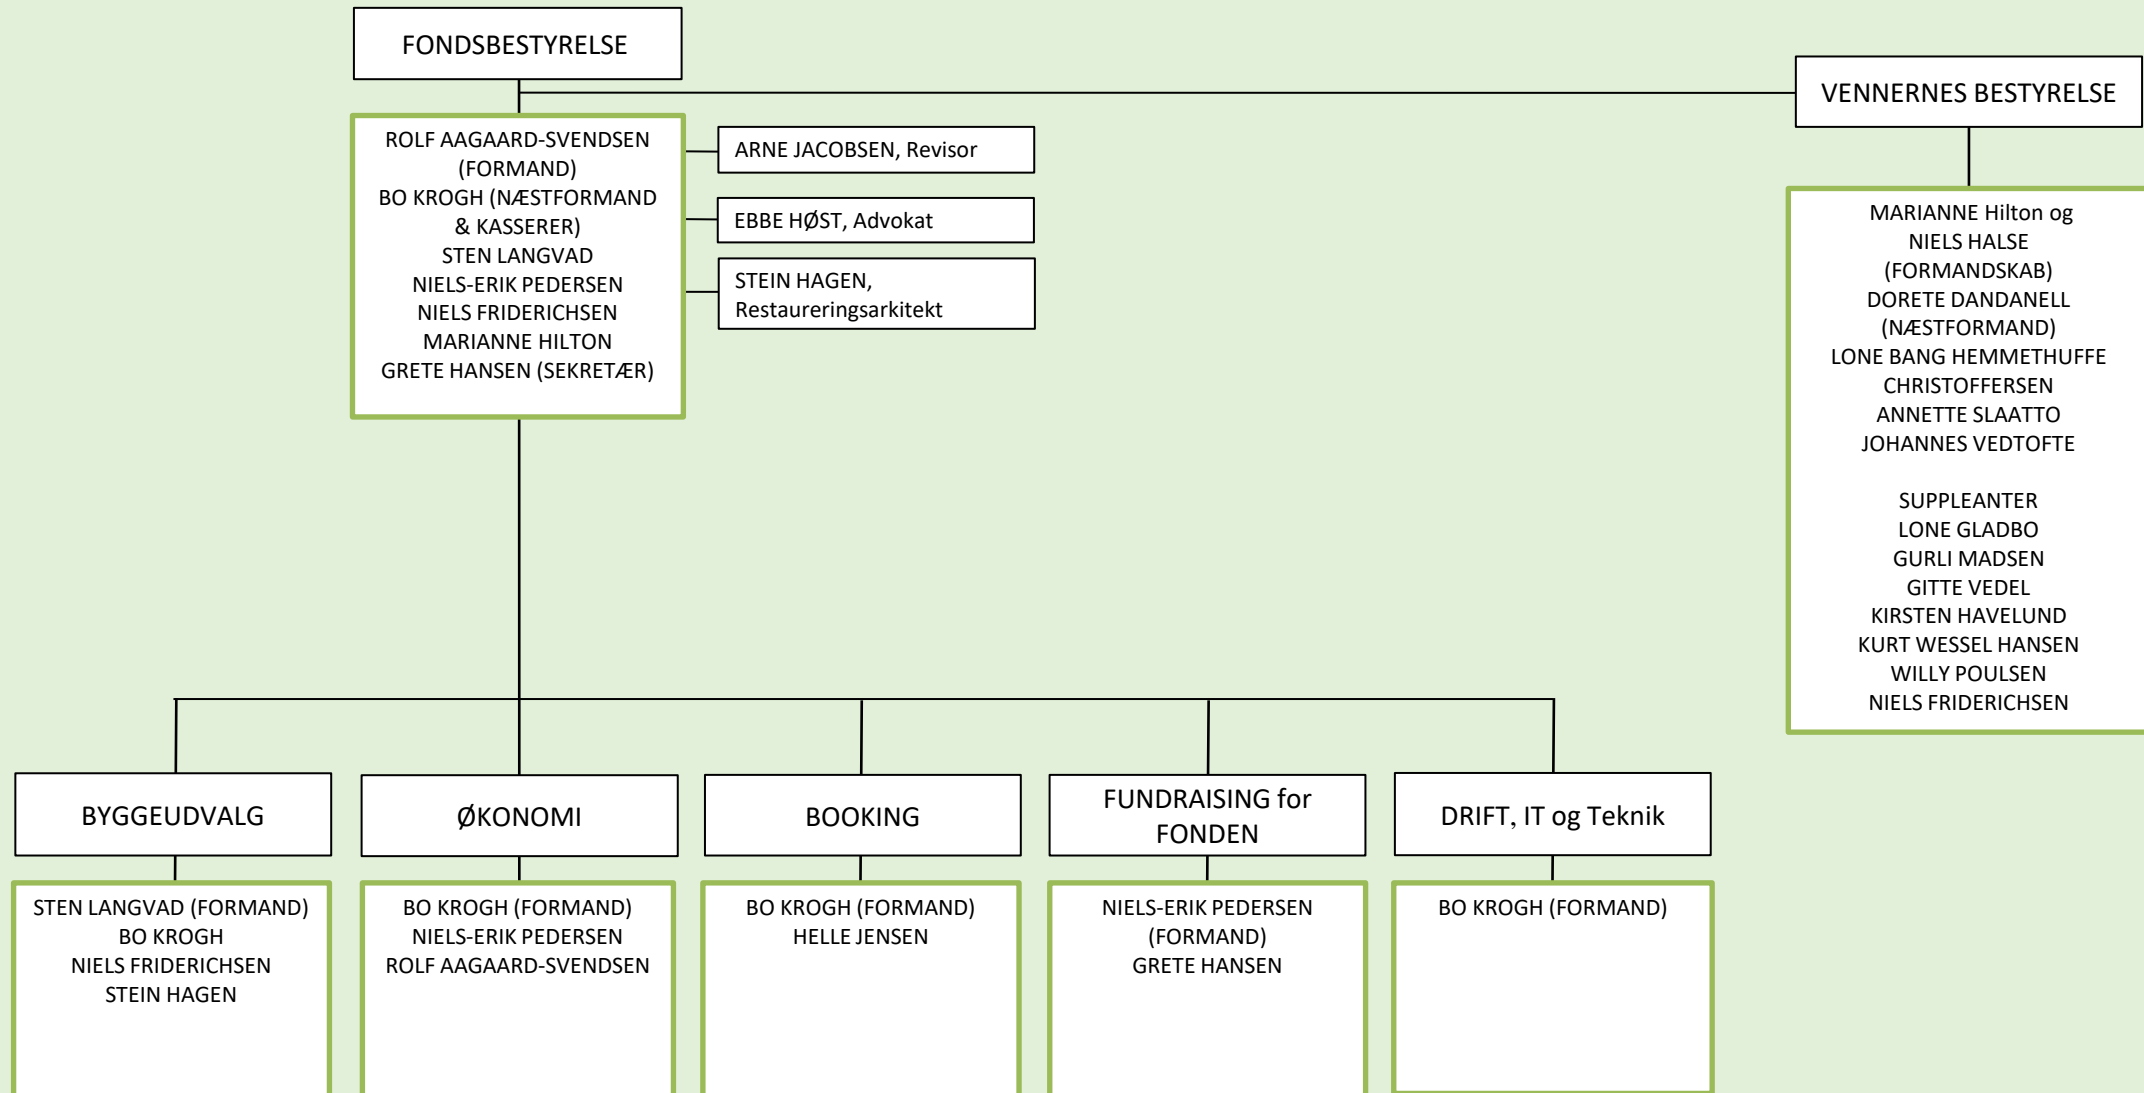 FONDSBESTYRELSE
VENNERNES BESTYRELSE
ROLF AAGAARD-SVENDSEN
(FORMAND)
BO KROGH (NÆSTFORMAND
& KASSERER)
STEN LANGVAD
NIELS-ERIK PEDERSEN
NIELS FRIDERICHSEN
MARIANNE HILTON
GRETE HANSEN (SEKRETÆR)
ARNE JACOBSEN, Revisor
EBBE HØST, Advokat
STEIN HAGEN,
Restaureringsarkitekt
MARIANNE Hilton og
NIELS HALSE
(FORMANDSKAB)
DORETE DANDANELL
(NÆSTFORMAND)
LONE BANG HEMMETHUFFE
CHRISTOFFERSEN
ANNETTE SLAATTO
JOHANNES VEDTOFTE
SUPPLEANTER
LONE GLADBO
GURLI MADSEN
GITTE VEDEL
KIRSTEN HAVELUND
KURT WESSEL HANSEN
WILLY POULSEN
NIELS FRIDERICHSEN
BYGGEUDVALG
STEN LANGVAD (FORMAND)
BO KROGH
NIELS FRIDERICHSEN
STEIN HAGEN
ØKONOMI
BO KROGH (FORMAND)
NIELS-ERIK PEDERSEN
ROLF AAGAARD-SVENDSEN
BOOKING
BO KROGH (FORMAND)
HELLE JENSEN
FUNDRAISING for
FONDEN
NIELS-ERIK PEDERSEN
(FORMAND)
GRETE HANSEN
DRIFT, IT og Teknik
BO KROGH (FORMAND)